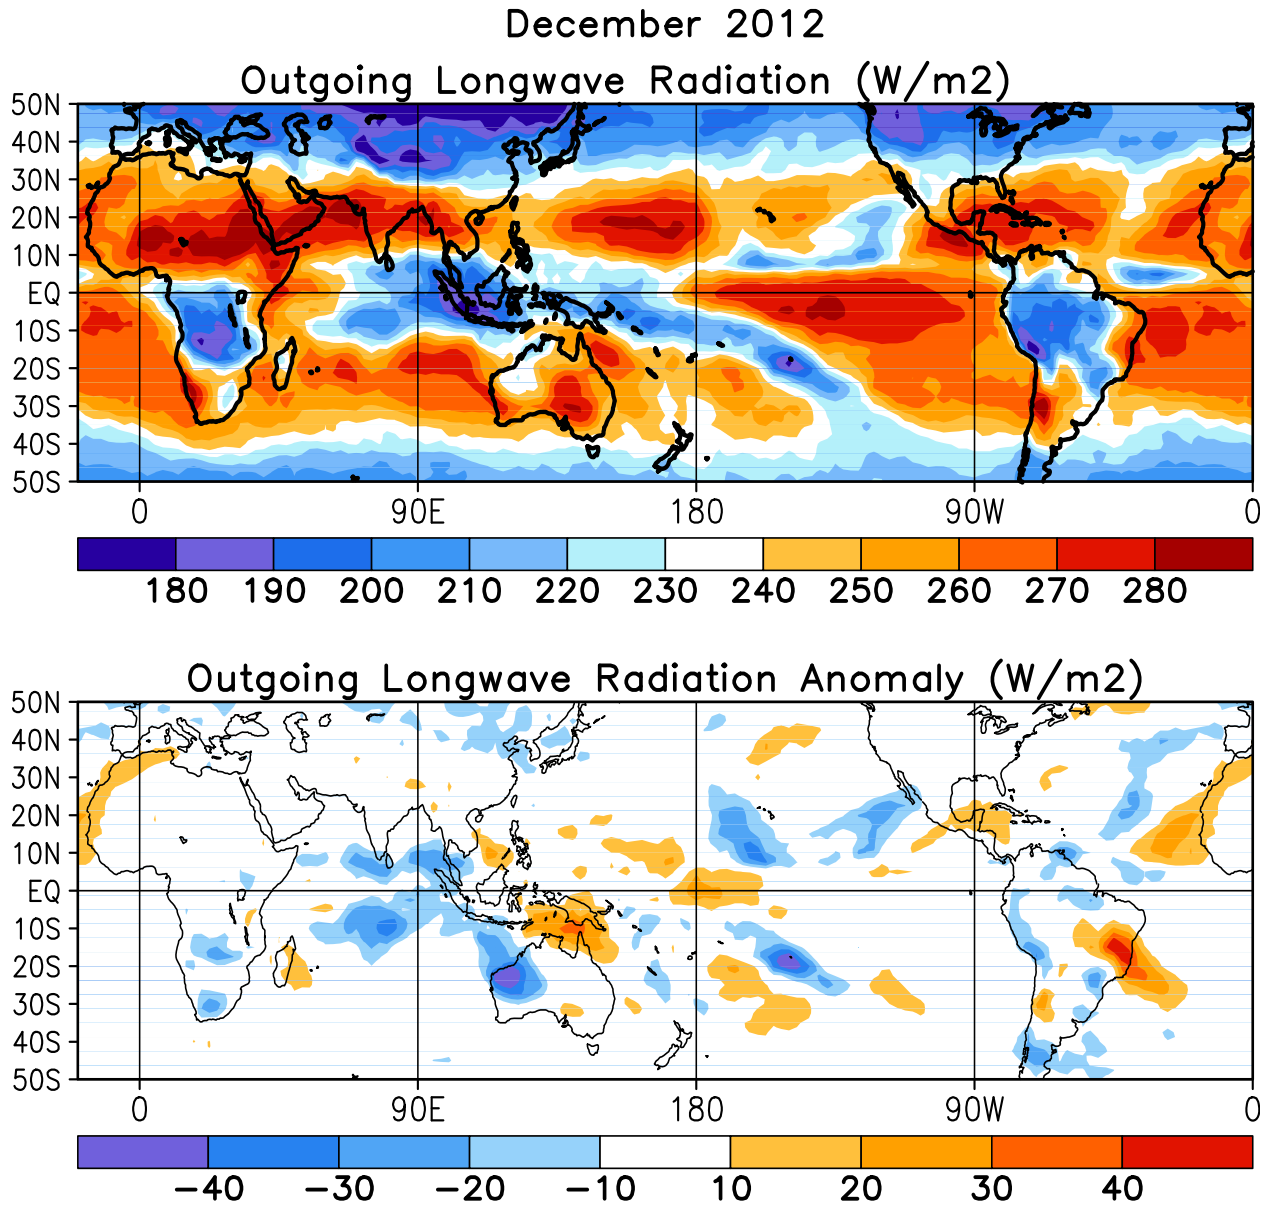 December 2012
Outgoing Longwave Radiation (W/m2)
50N
40N
30N
20N
10N
EQ
10S
20S
30S
40S
50S
0 90E 180 90W 0
180 190 200 210 220 230 240 250 260 270 280
Outgoing Longwave Radiation Anomaly (W/m2)
50N
40N
30N
20N
10N
EQ
10S
20S
30S
40S
50S
0 90E 180 90W 0
−40 −30 −20 −10 10 20 30 40